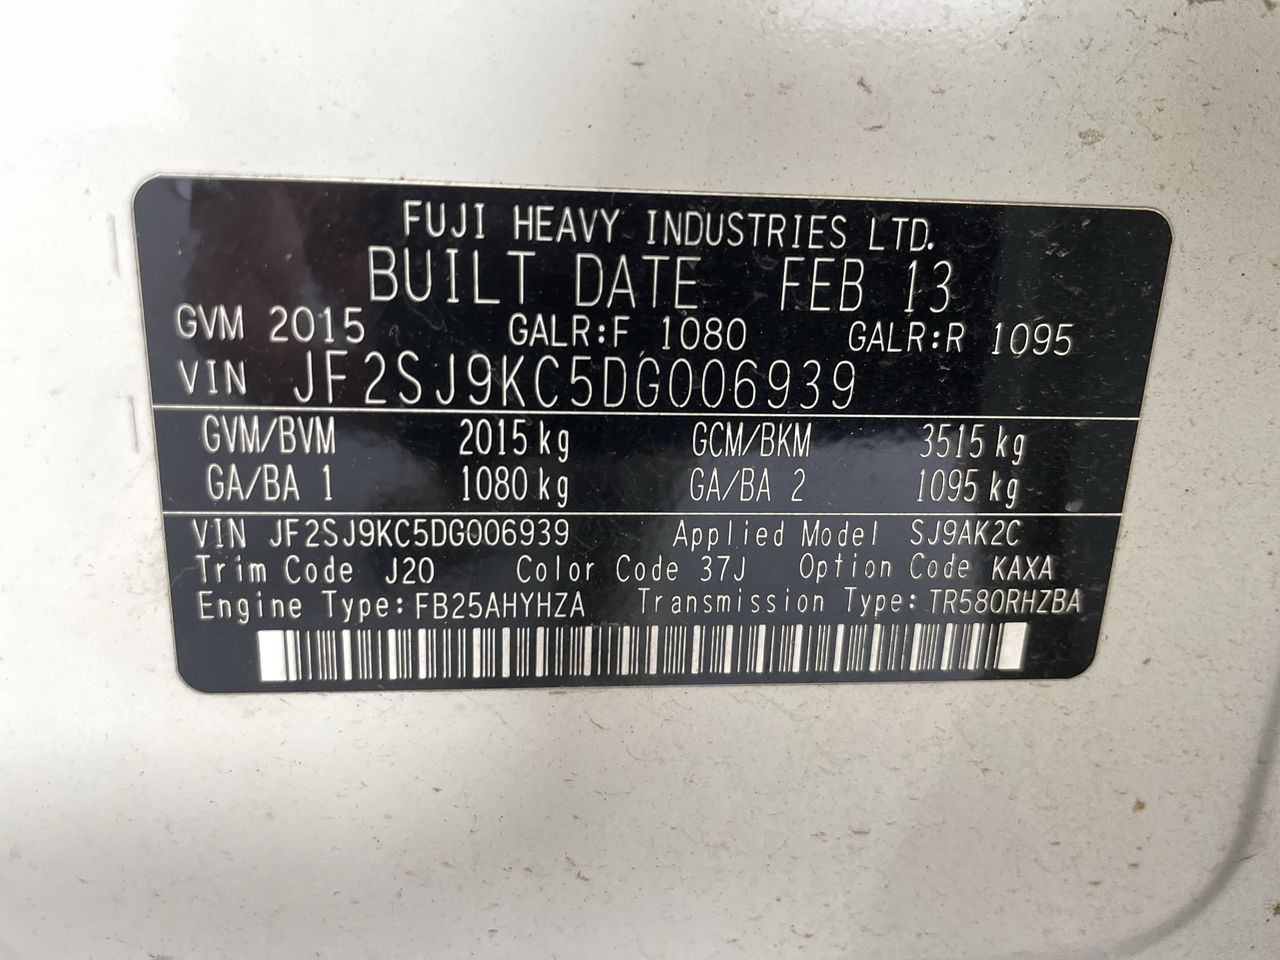 FUJI HEAVY INDUSTRIES LTD.
BUILT DATE FEB 13
GVM 2015 GALR:F 1080 GALR:R 1095
VIN JF2SJ9KC5DG006939
GVM/BVM 2015 kg GCM/BKM 3515 kg
GA/BA 1 1080 kg GA/BA 2 1095 kg
VIN JF2SJ9KC5DG006939 Applied Model SJ9AK2C
Trim Code J20 Color Code 37J Option Code KAXA
Engine Type: FB25AHYHZA Transmission Type: TR580RHZBA